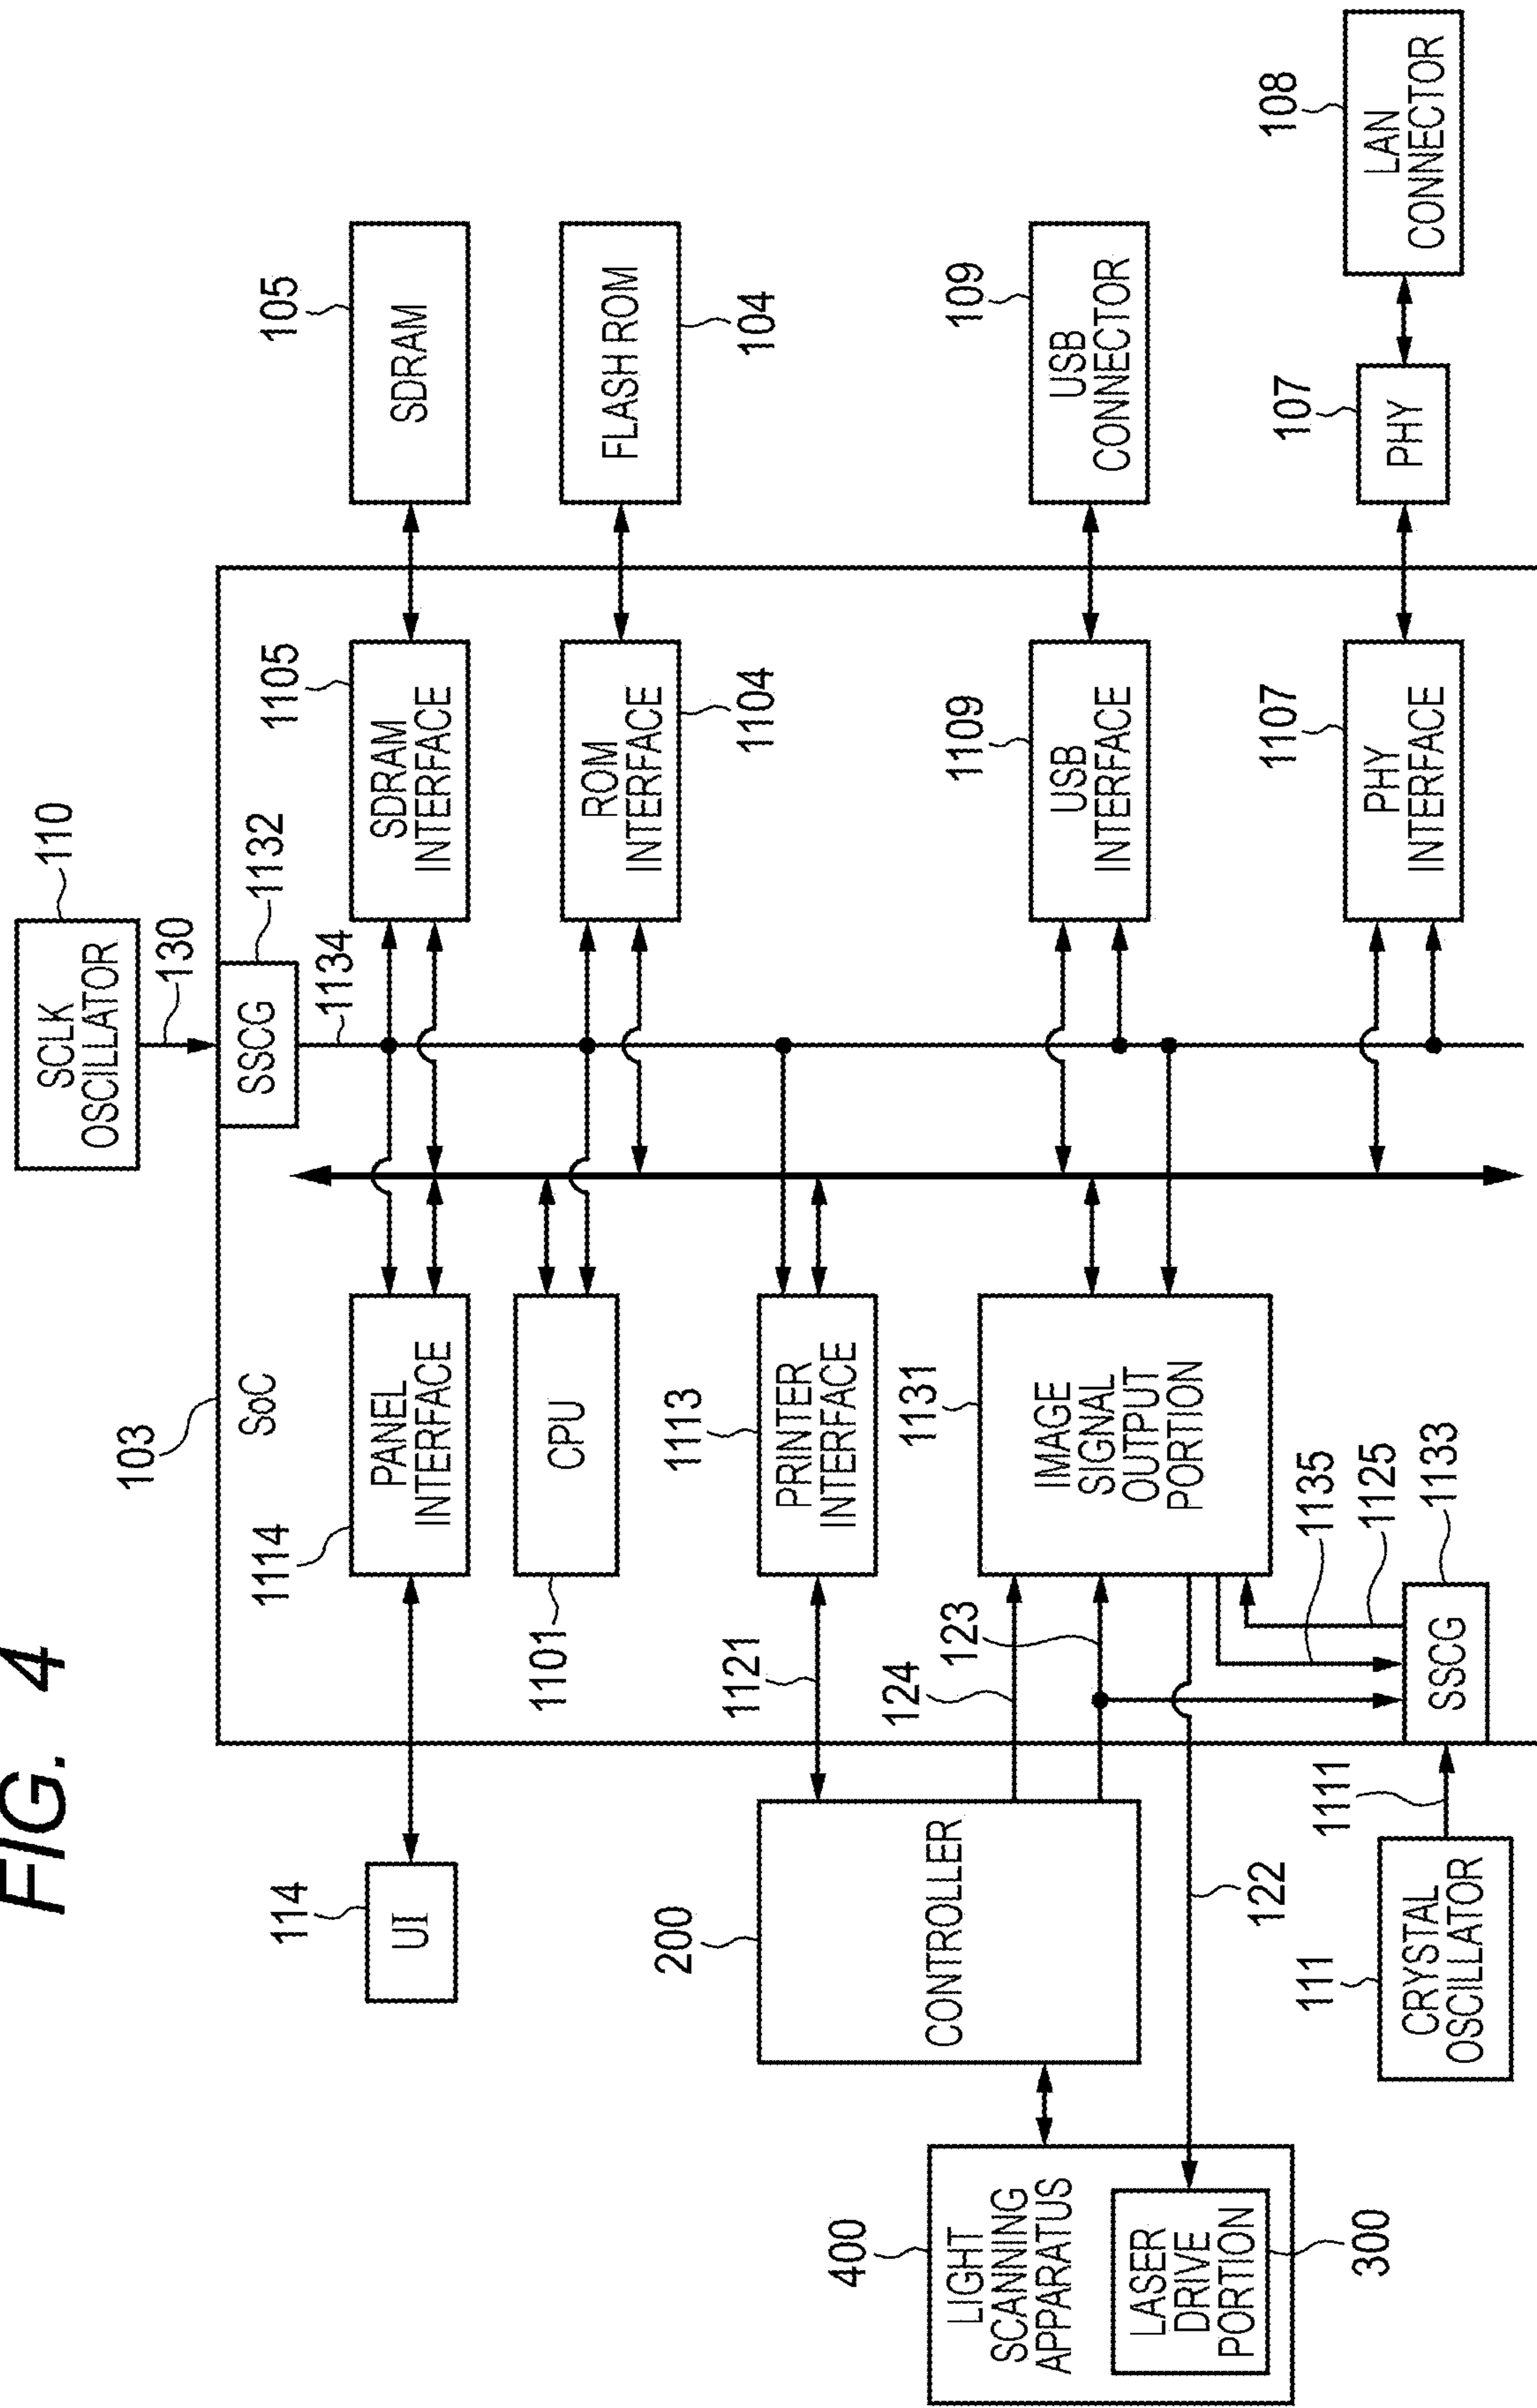 FIG. 4
SCLK
OSCILLATOR
110
130
103
SoC
SSCG
1132
1134
114
UI
1114
PANEL
INTERFACE
SDRAM
INTERFACE
1105
SDRAM
105
CPU
1101
ROM
INTERFACE
1104
FLASH ROM
104
200
CONTROLLER
1121
PRINTER
INTERFACE
1113
124
123
IMAGE
SIGNAL
OUTPUT
PORTION
1131
USB
INTERFACE
1109
USB
CONNECTOR
109
400
LIGHT
SCANNING
APPARATUS
LASER
DRIVE
PORTION
300
122
1135
1125
1133
SSCG
111
CRYSTAL
OSCILLATOR
1111
PHY
INTERFACE
1107
PHY
107
LAN
CONNECTOR
108